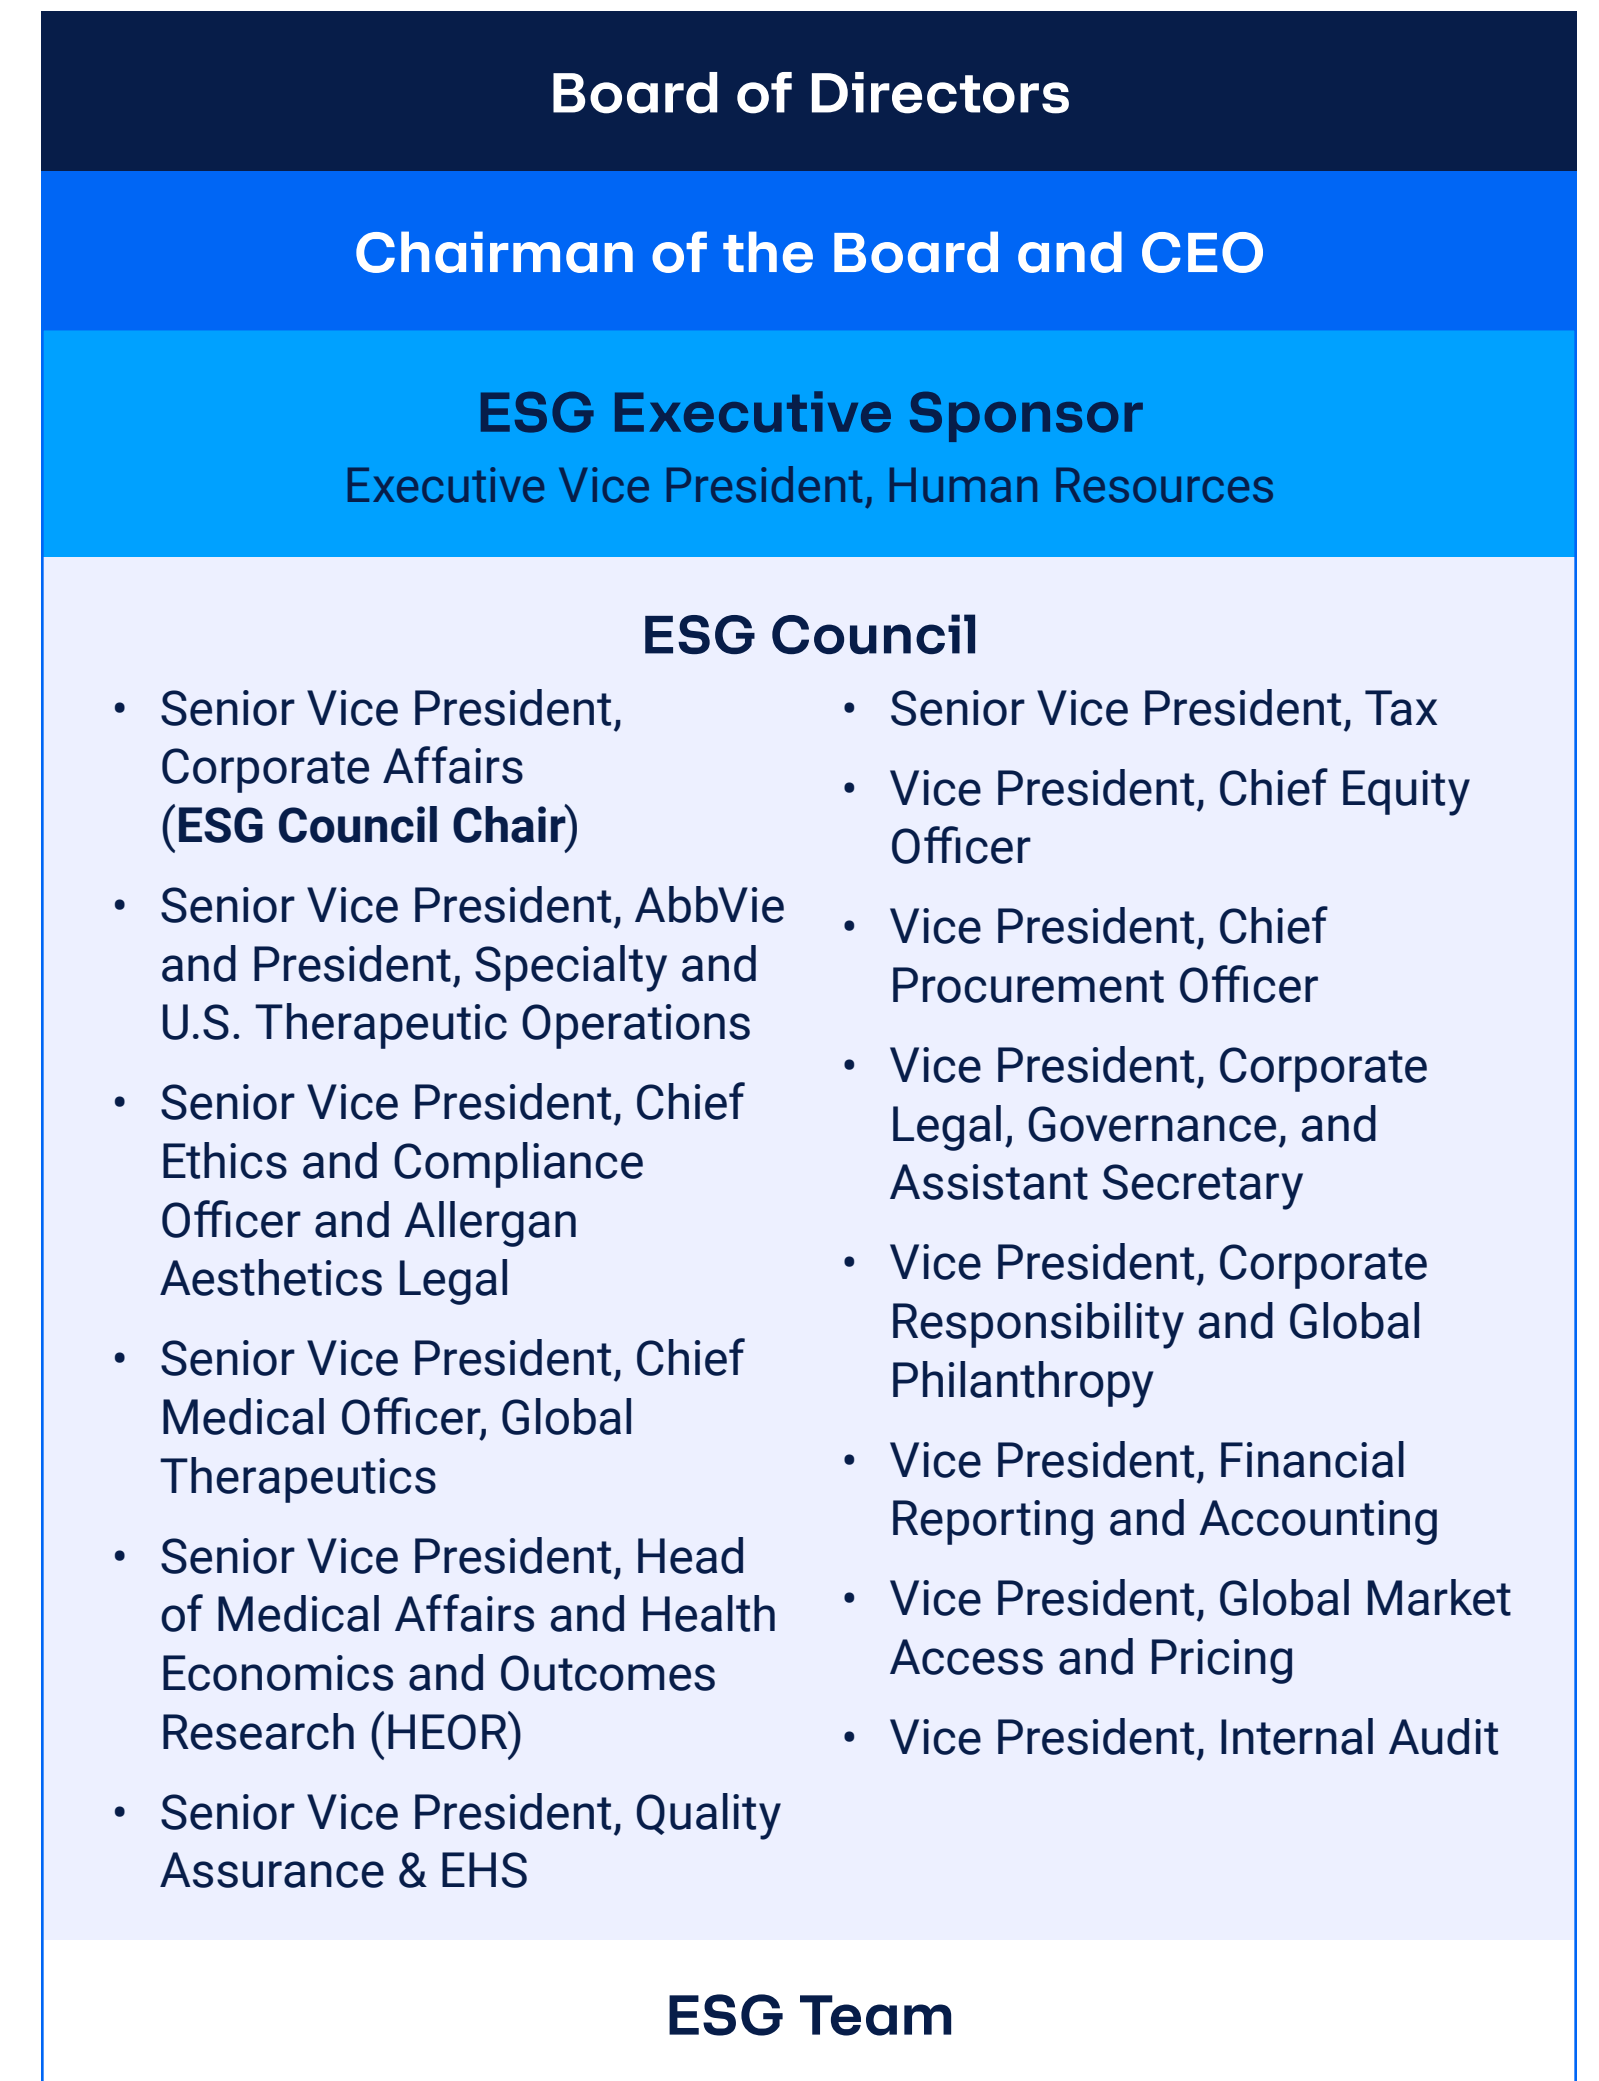 Board of Directors
Chairman of the Board and CEO
ESG Executive Sponsor
Executive Vice President, Human Resources
ESG Council
• Senior Vice President,
Corporate Affairs
(ESG Council Chair)
• Senior Vice President, AbbVie
and President, Specialty and
U.S. Therapeutic Operations
• Senior Vice President, Chief
Ethics and Compliance
Officer and Allergan
Aesthetics Legal
• Senior Vice President, Chief
Medical Officer, Global
Therapeutics
• Senior Vice President, Head
of Medical Affairs and Health
Economics and Outcomes
Research (HEOR)
• Senior Vice President, Quality
Assurance & EHS
• Senior Vice President, Tax
• Vice President, Chief Equity
Officer
• Vice President, Chief
Procurement Officer
• Vice President, Corporate
Legal, Governance, and
Assistant Secretary
• Vice President, Corporate
Responsibility and Global
Philanthropy
• Vice President, Financial
Reporting and Accounting
• Vice President, Global Market
Access and Pricing
• Vice President, Internal Audit
ESG Team